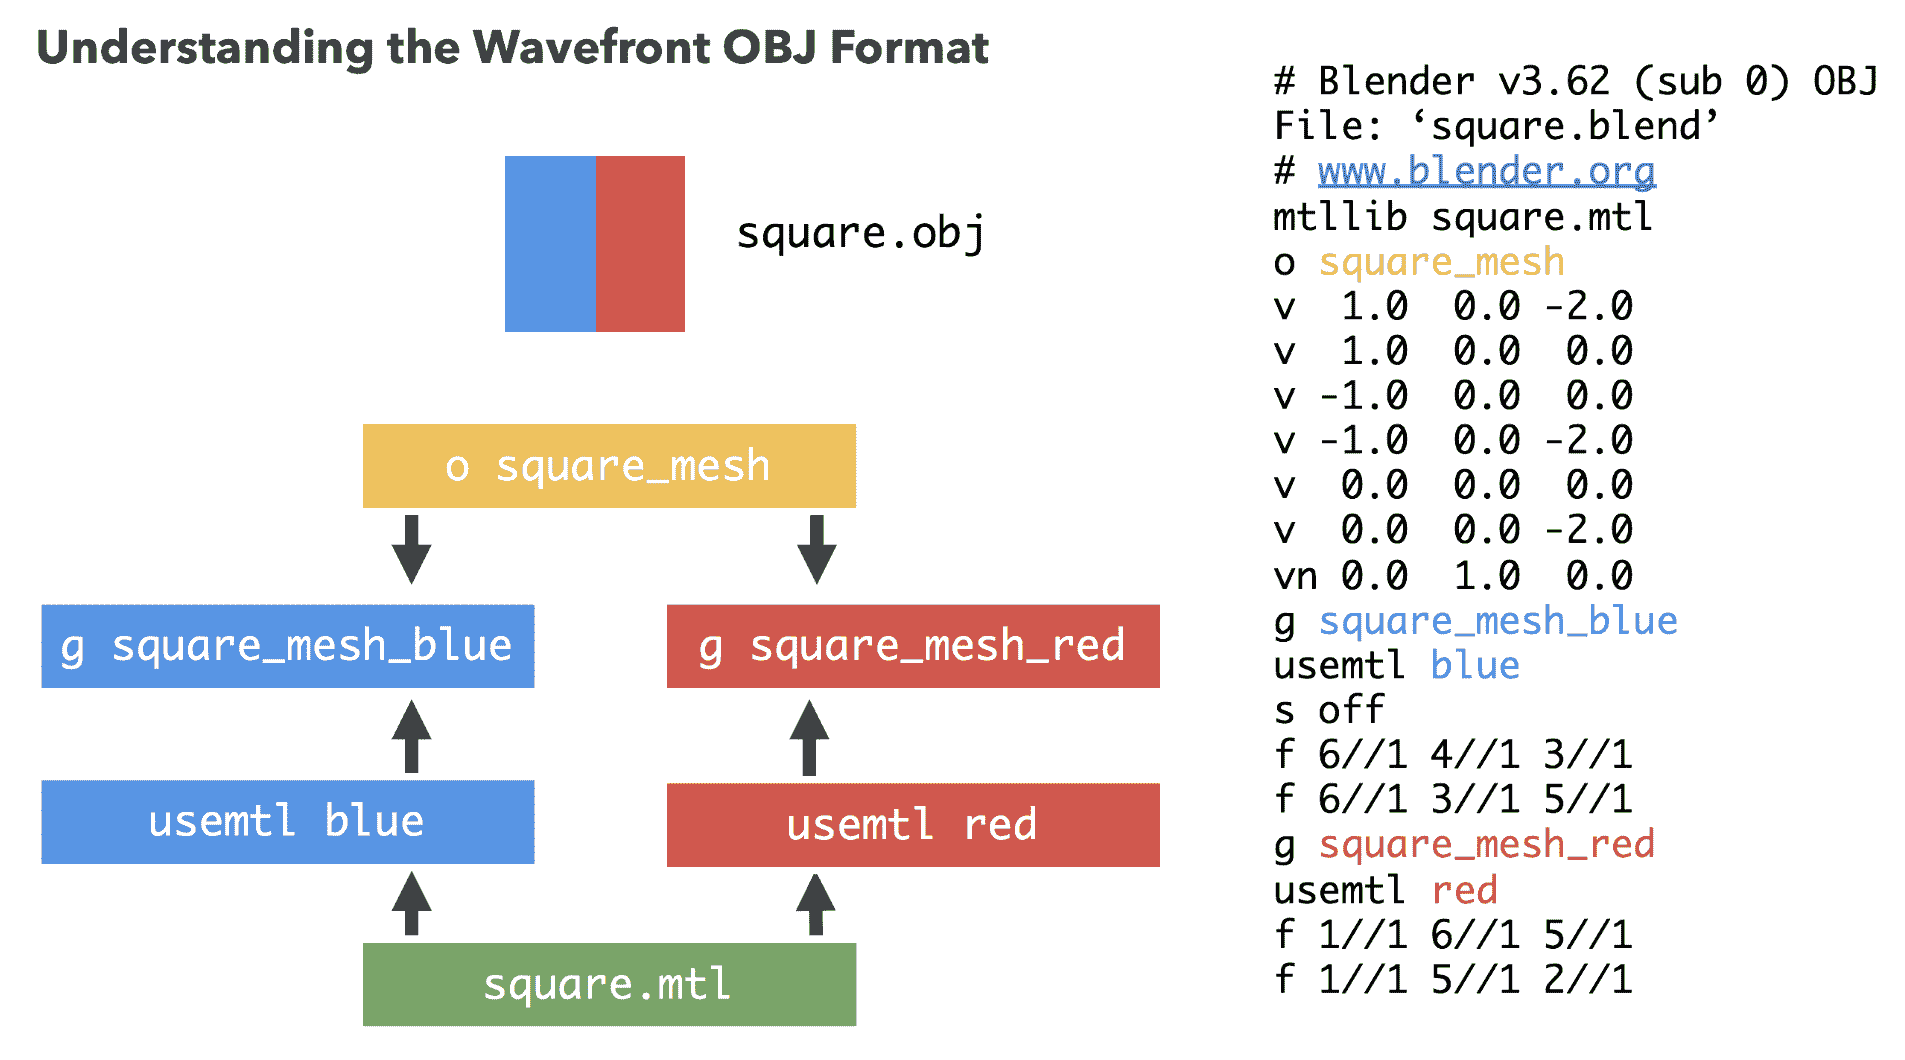 Understanding the Wavefront OBJ Format
square.obj
o square_mesh
g square_mesh_blue
g square_mesh_red
usemtl blue
usemtl red
square.mtl
# Blender v3.62 (sub 0) OBJ
File: ‘square.blend’
# www.blender.org
mtllib square.mtl
o square_mesh
v 1.0 0.0 -2.0
v 1.0 0.0 0.0
v -1.0 0.0 0.0
v -1.0 0.0 -2.0
v 0.0 0.0 0.0
v 0.0 0.0 -2.0
vn 0.0 1.0 0.0
g square_mesh_blue
usemtl blue
s off
f 6//1 4//1 3//1
f 6//1 3//1 5//1
g square_mesh_red
usemtl red
f 1//1 6//1 5//1
f 1//1 5//1 2//1